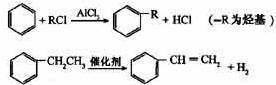 + RCl AlCl₃ R + HCl (-R为烃基)
CH₂CH₃ 催化剂 CH=CH₂ + H₂